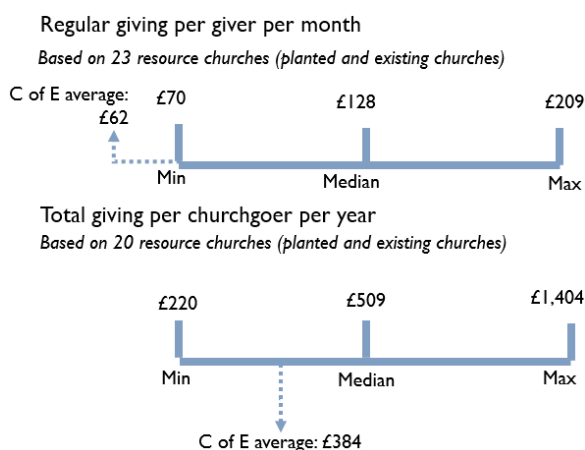 Regular giving per giver per month
Based on 23 resource churches (planted and existing churches)
C of E average:
£62
£70
£128
£209
Min
Median
Max
Total giving per churchgoer per year
Based on 20 resource churches (planted and existing churches)
£220
£509
£1,404
Min
Median
Max
C of E average: £384